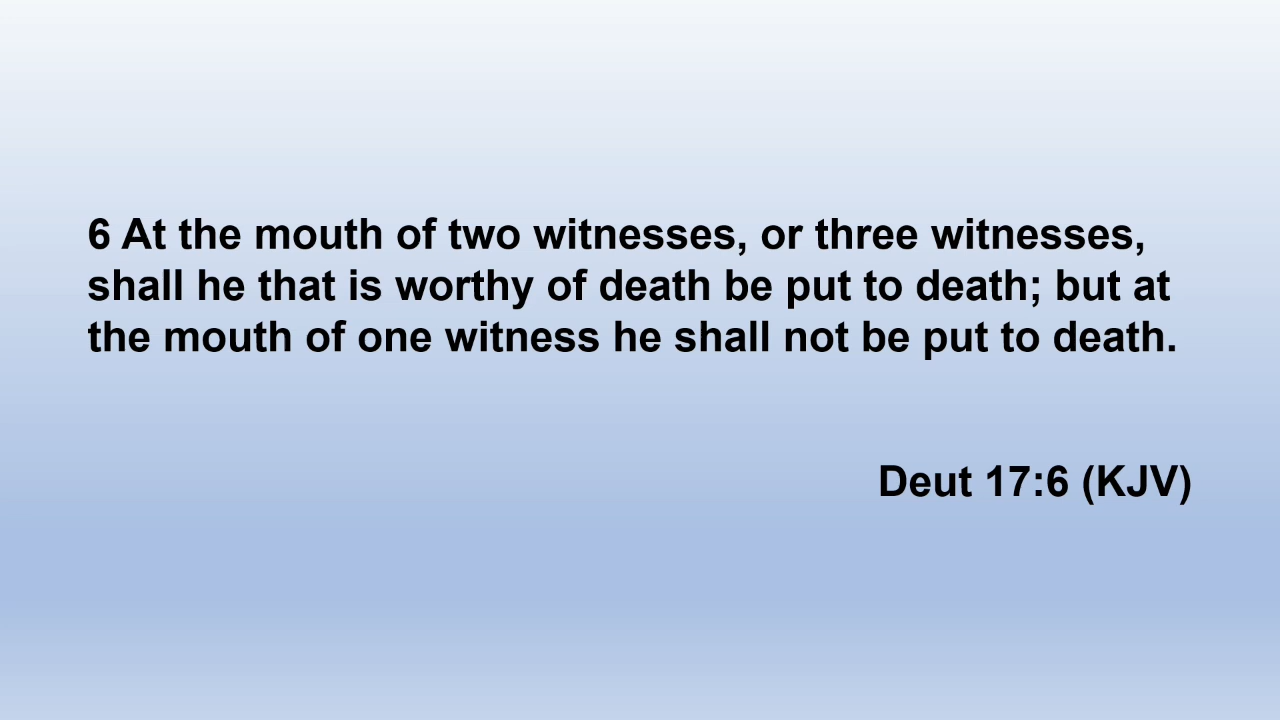 6 At the mouth of two witnesses, or three witnesses,
shall he that is worthy of death be put to death; but at
the mouth of one witness he shall not be put to death.
Deut 17:6 (KJV)